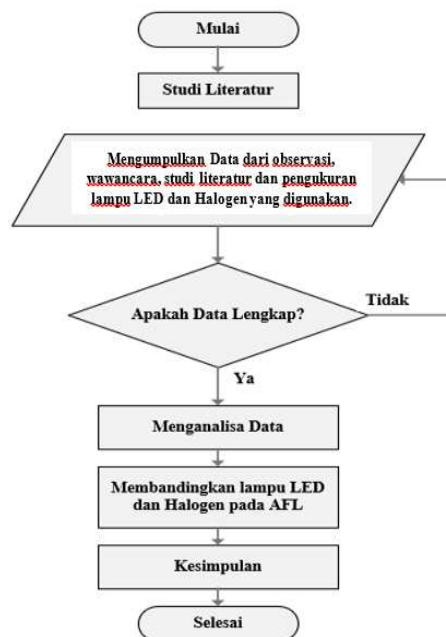 Mulai
Studi Literatur
Mengumpulkan Data dari observasi,
wawancara, studi literatur dan pengukuran
lampu LED dan Halogen yang digunakan.
Apakah Data Lengkap?
Tidak
Ya
Menganalisa Data
Membandingkan lampu LED
dan Halogen pada AFL
Kesimpulan
Selesai